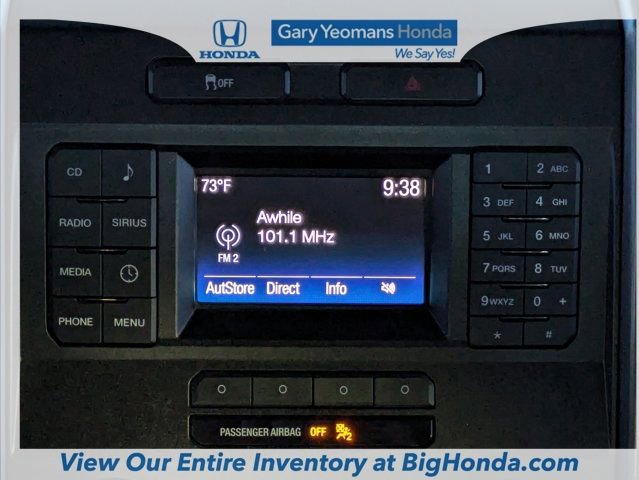 HONDA
Gary Yeomans Honda
We Say Yes!
OFF
CD
RADIO SIRIUS
MEDIA
PHONE MENU
73°F 9:38
Awhile
101.1 MHz
FM 2
AutStore Direct Info
1 2 ABC
3 DEF 4 GHI
5 JKL 6 MNO
7 PQRS 8 TUV
9 WXYZ 0 +
* #
PASSENGER AIRBAG OFF 2
View Our Entire Inventory at BigHonda.com